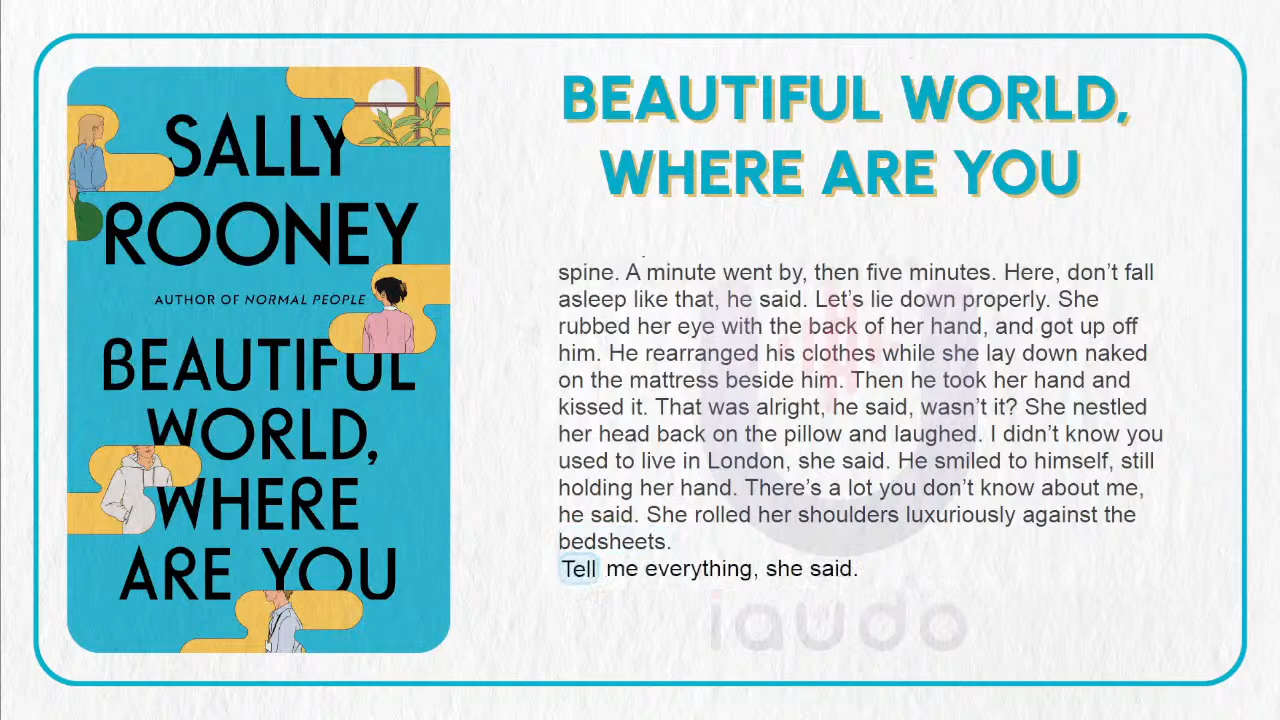 SALLY
ROONEY
AUTHOR OF NORMAL PEOPLE
BEAUTIFUL
WORLD,
WHERE
ARE YOU
BEAUTIFUL WORLD,
WHERE ARE YOU
spine. A minute went by, then five minutes. Here, don’t fall
asleep like that, he said. Let’s lie down properly. She
rubbed her eye with the back of her hand, and got up off
him. He rearranged his clothes while she lay down naked
on the mattress beside him. Then he took her hand and
kissed it. That was alright, he said, wasn’t it? She nestled
her head back on the pillow and laughed. I didn’t know you
used to live in London, she said. He smiled to himself, still
holding her hand. There’s a lot you don’t know about me,
he said. She rolled her shoulders luxuriously against the
bedsheets.
Tell me everything, she said.
iaudo